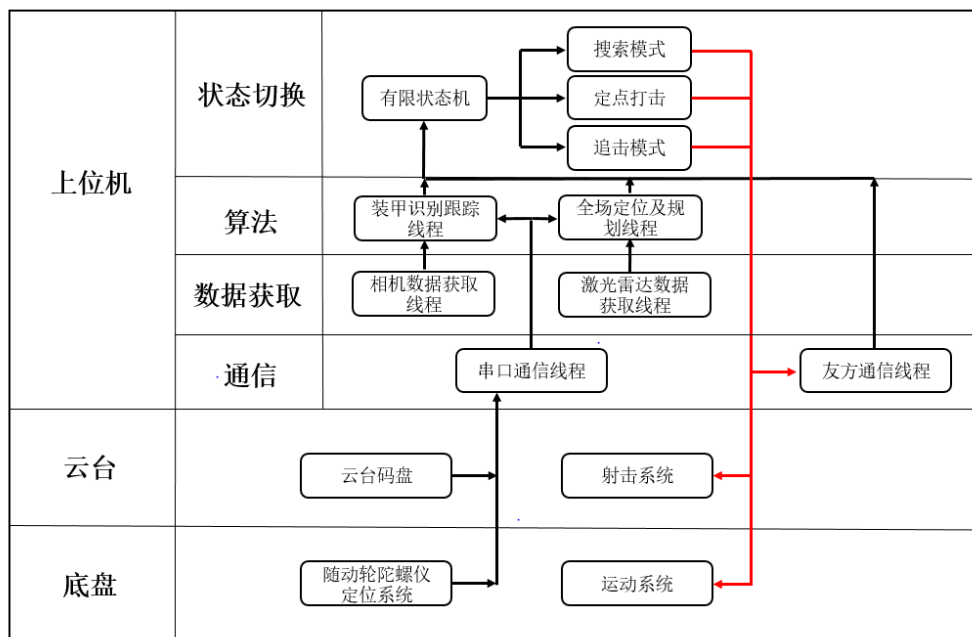 上位机
状态切换
有限状态机
搜索模式
定点打击
追击模式
算法
装甲识别跟踪
线程
全场定位及规
划线程
数据获取
相机数据获取
线程
激光雷达数据
获取线程
通信
串口通信线程
友方通信线程
云台
云台码盘
射击系统
底盘
随动轮陀螺仪
定位系统
运动系统